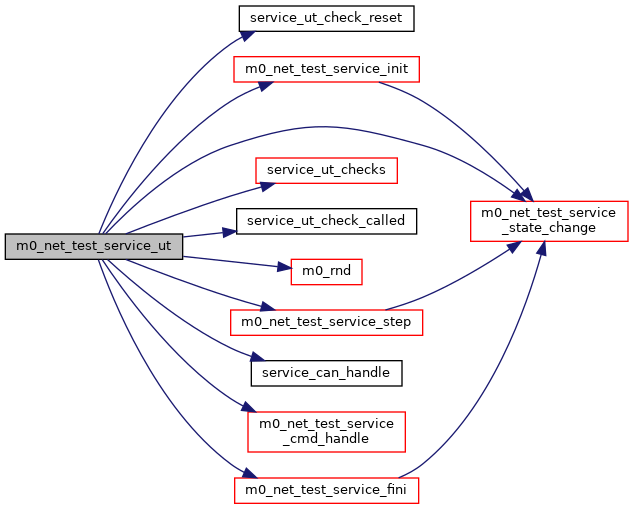 service_ut_check_reset
m0_net_test_service_init
service_ut_checks
m0_net_test_service
_state_change
service_ut_check_called
m0_net_test_service_ut
m0_rnd
m0_net_test_service_step
service_can_handle
m0_net_test_service
_cmd_handle
m0_net_test_service_fini